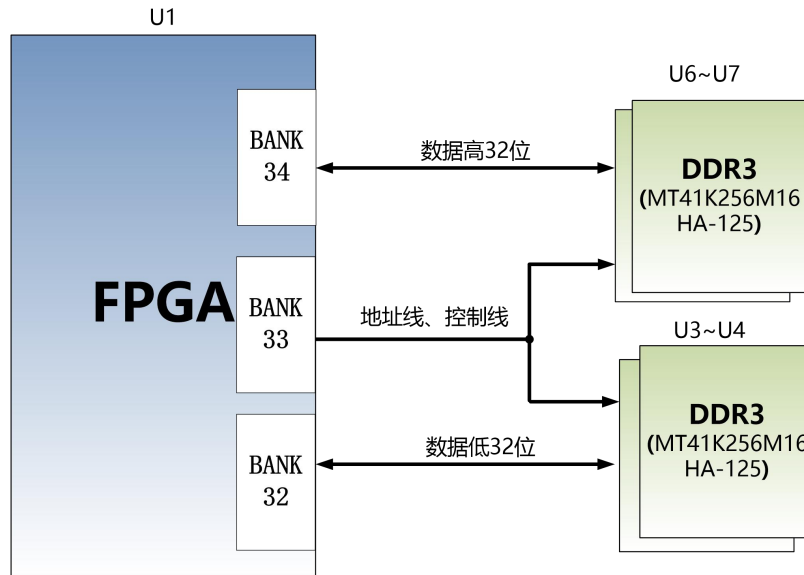 U1
FPGA
BANK
34
BANK
33
BANK
32
数据高32位
地址线、控制线
数据低32位
U6~U7
DDR3
(MT41K256M16
HA-125)
U3~U4
DDR3
(MT41K256M16
HA-125)